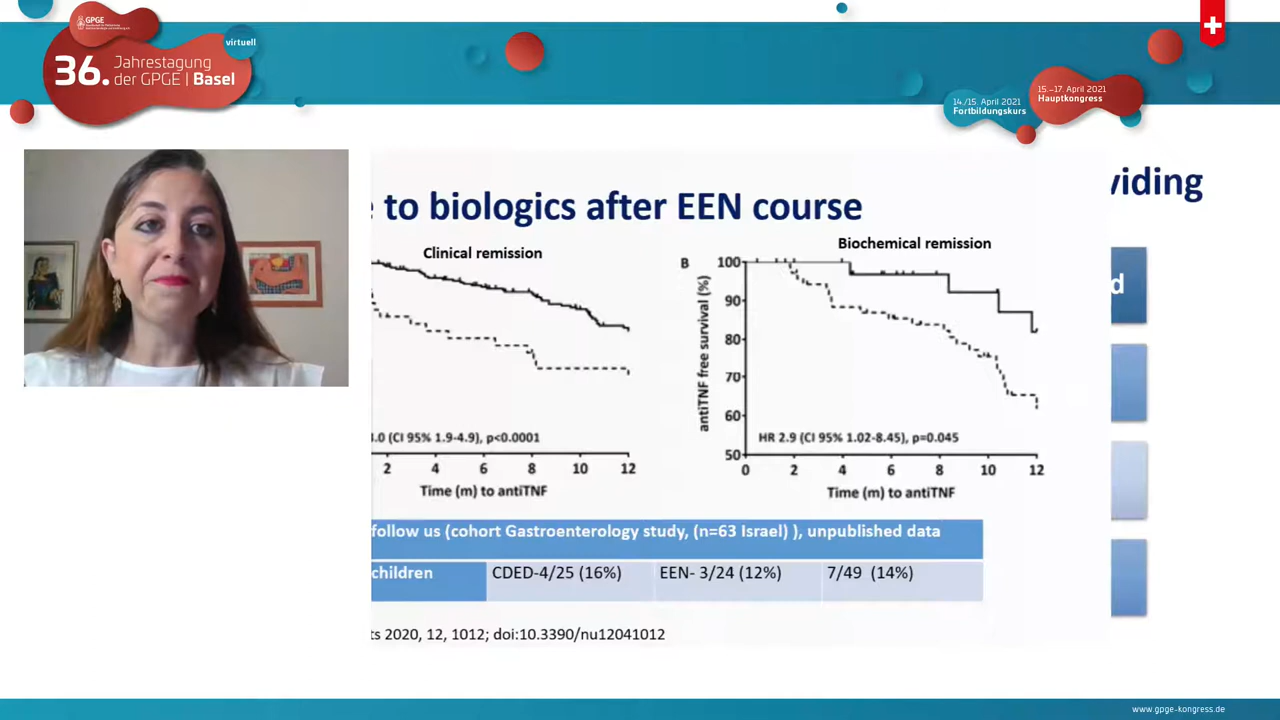 GPGE
virtuell
36. Jahrestagung
der GPGE | Basel
14./15. April 2021
Fortbildungskurs
15.–17. April 2021
Hauptkongress
viding
e to biologics after EEN course
Clinical remission
.0 (CI 95% 1.9-4.9), p<0.0001
2 4 6 8 10 12
Time (m) to antiTNF
Biochemical remission
B
antiTNF free survival (%)
100
90
80
70
60
50
HR 2.9 (CI 95% 1.02-8.45), p=0.045
0 2 4 6 8 10 12
Time (m) to antiTNF
d
follow us (cohort Gastroenterology study, (n=63 Israel) ), unpublished data
children CDED-4/25 (16%) EEN- 3/24 (12%) 7/49 (14%)
ts 2020, 12, 1012; doi:10.3390/nu12041012
www.gpge-kongress.de